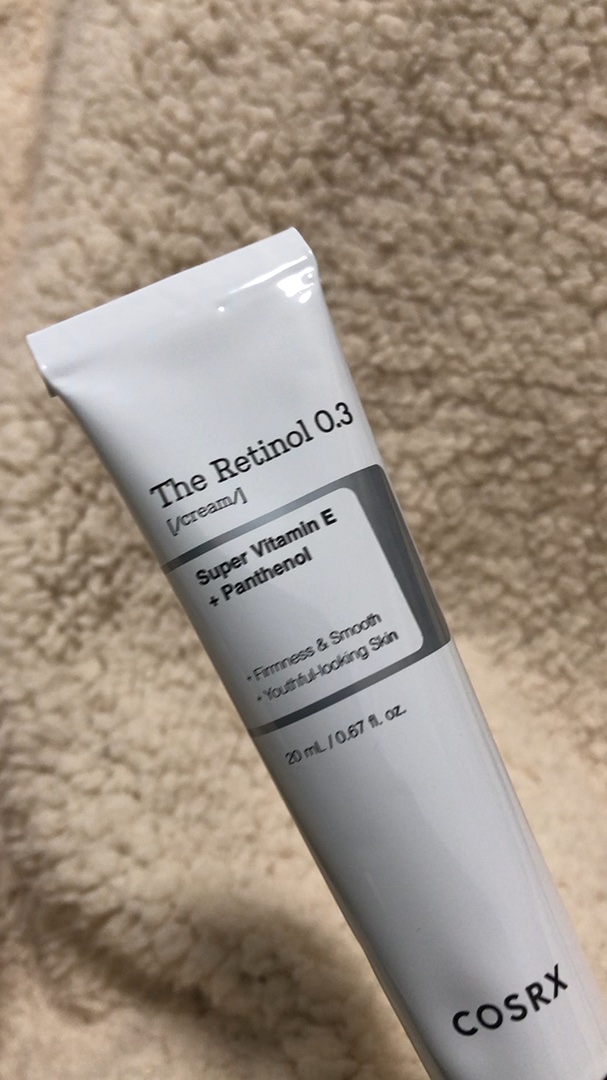 The Retinol 0.3
[/cream/]
Super Vitamin E
+ Panthenol
• Firmness & Smooth
• Youthful-looking Skin
20 mL / 0.67 fl. oz.
COSRX